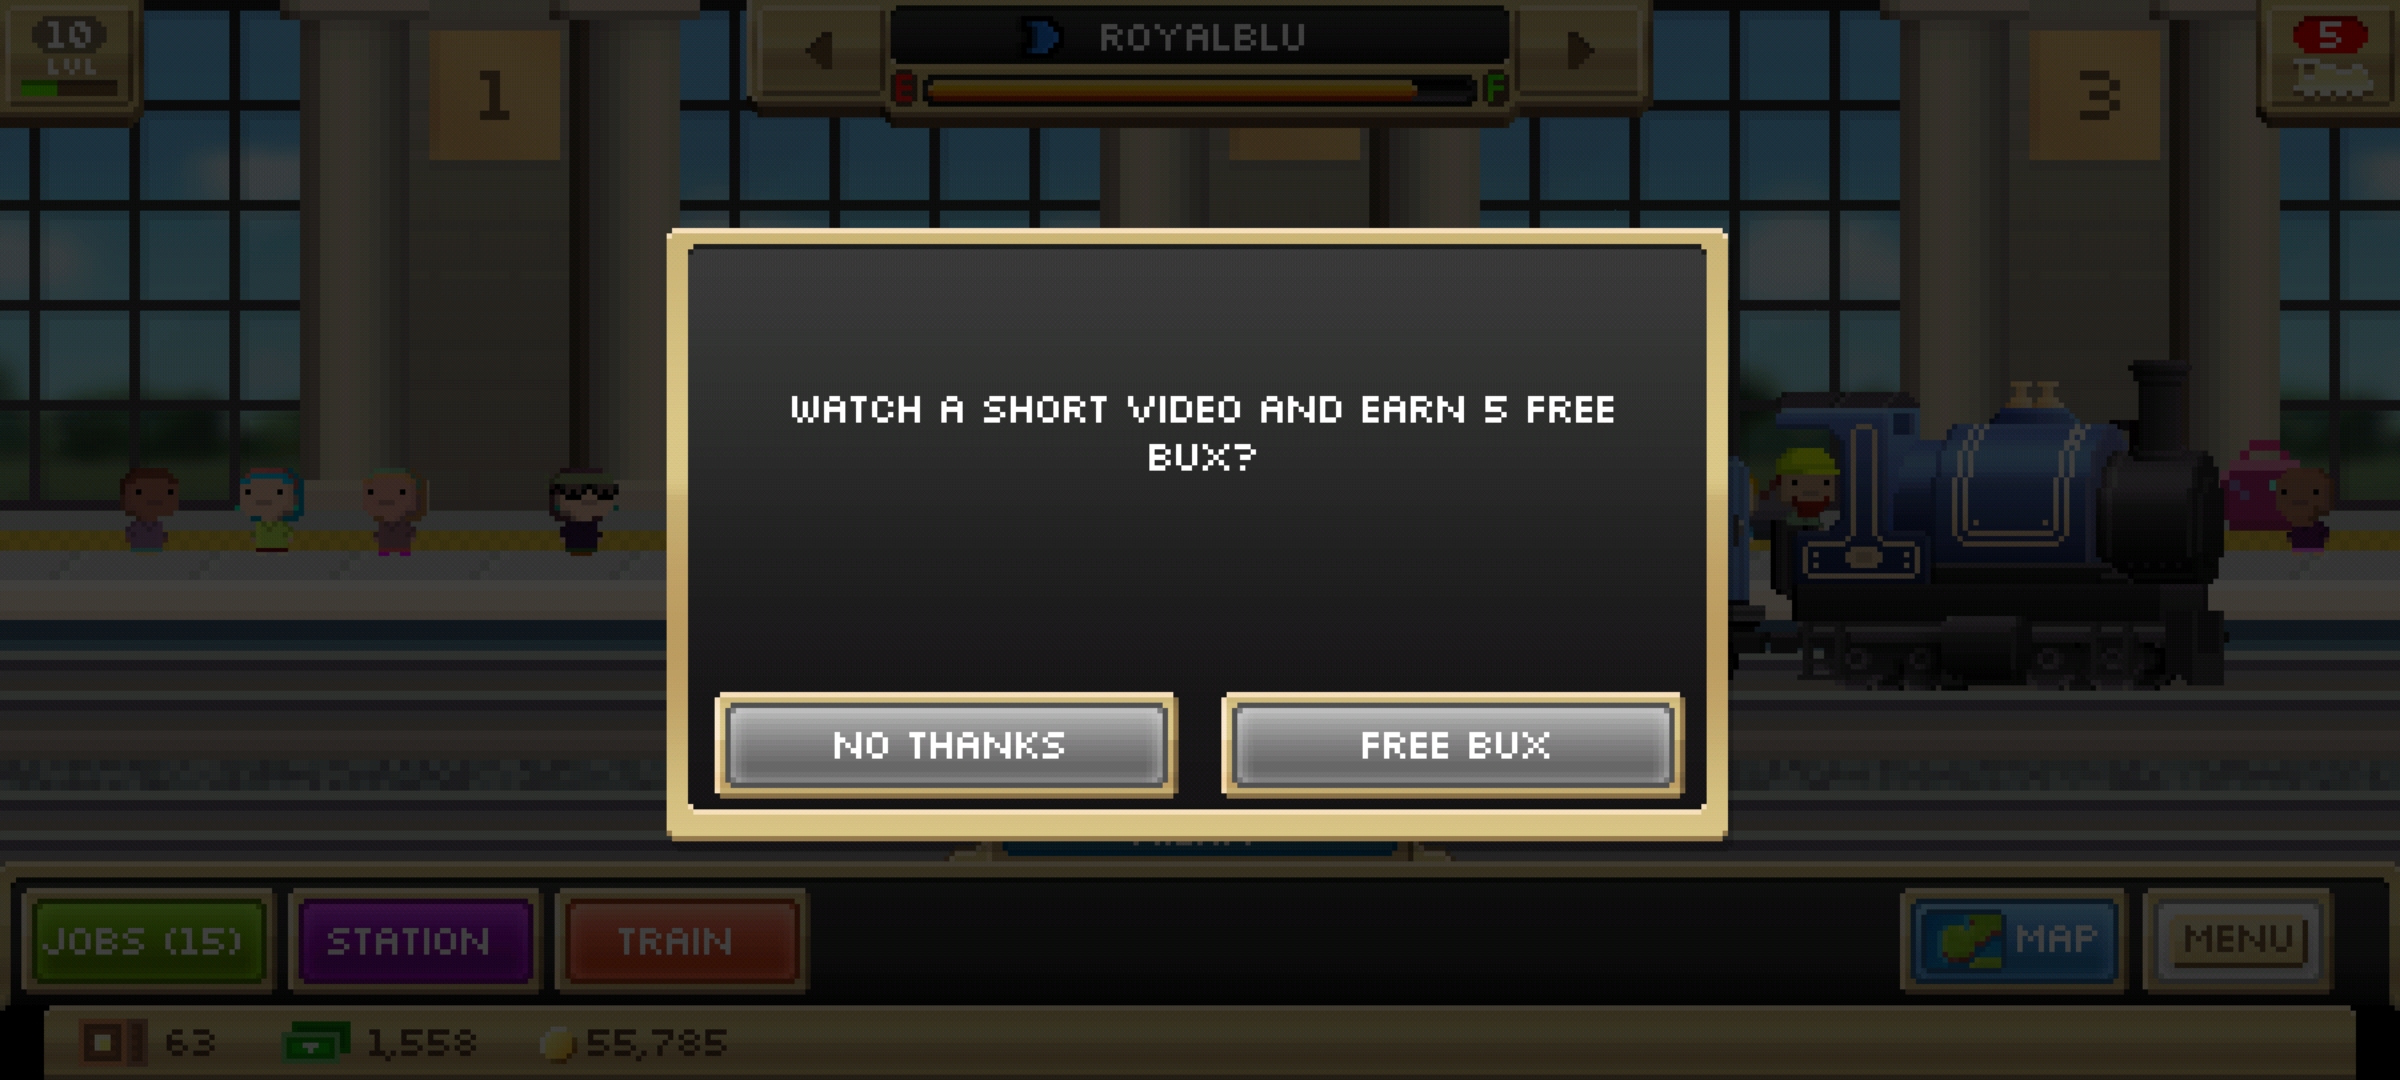 10
LVL
1
ROYALBLU
E
F
3
5
WATCH A SHORT VIDEO AND EARN 5 FREE
BUX?
NO THANKS
FREE BUX
JOBS (15)
STATION
TRAIN
MAP
MENU
63
1,558
55,785